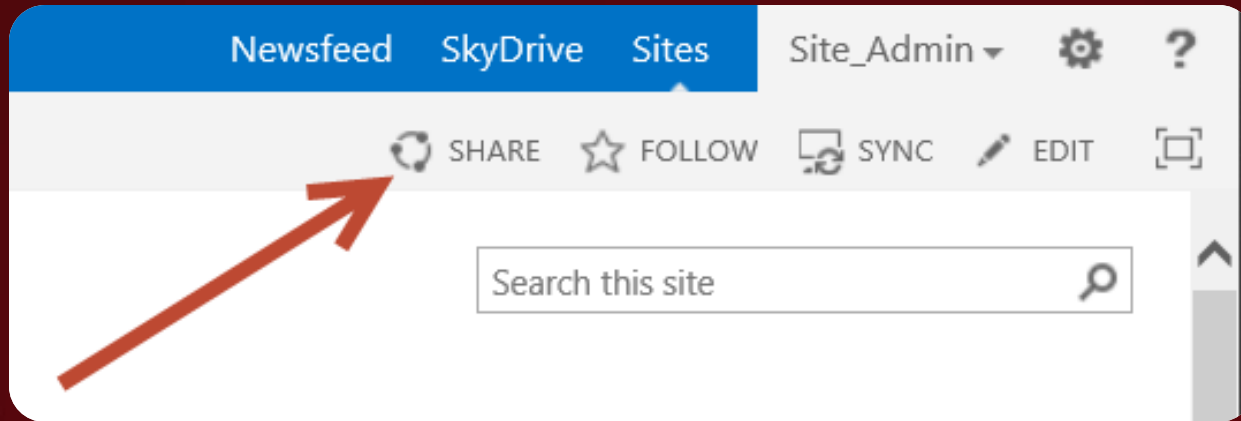 Newsfeed SkyDrive Sites Site_Admin ?
SHARE FOLLOW SYNC EDIT
Search this site